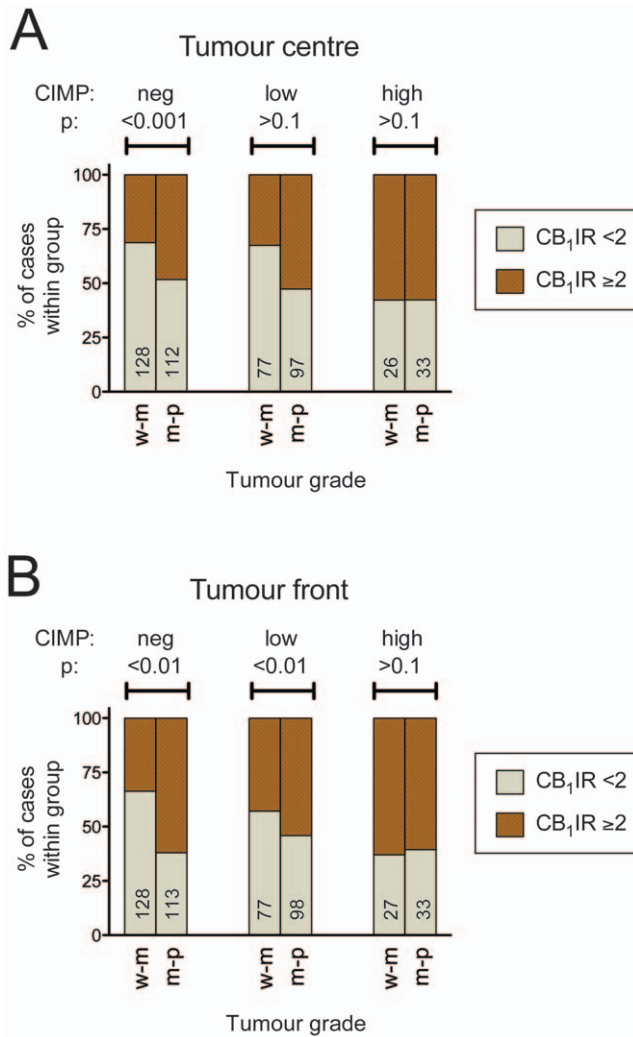 A
Tumour centre
CIMP: neg low high
p: <0.001 >0.1 >0.1
100
75
50
25
0
% of cases
within group
128 112 77 97 26 33
w-m m-p w-m m-p w-m m-p
Tumour grade
CB₁IR <2
CB₁IR ≥2
B
Tumour front
CIMP: neg low high
p: <0.01 <0.01 >0.1
100
75
50
25
0
% of cases
within group
128 113 77 98 27 33
w-m m-p w-m m-p w-m m-p
Tumour grade
CB₁IR <2
CB₁IR ≥2